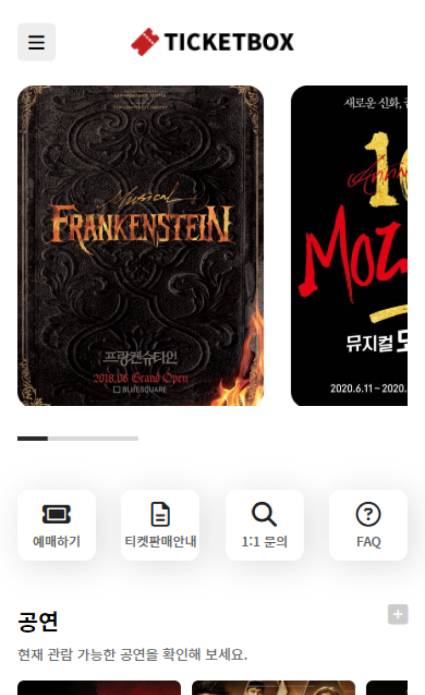 TICKETBOX
Musical
FRANKENSTEIN
프랑켄슈타인
2018.06 Grand Open
BLUESQUARE
새로운 신화,
10
MOZ
뮤지컬
2020.6.11~2020.
예매하기
티켓판매안내
1:1 문의
FAQ
공연
현재 관람 가능한 공연을 확인해 보세요.